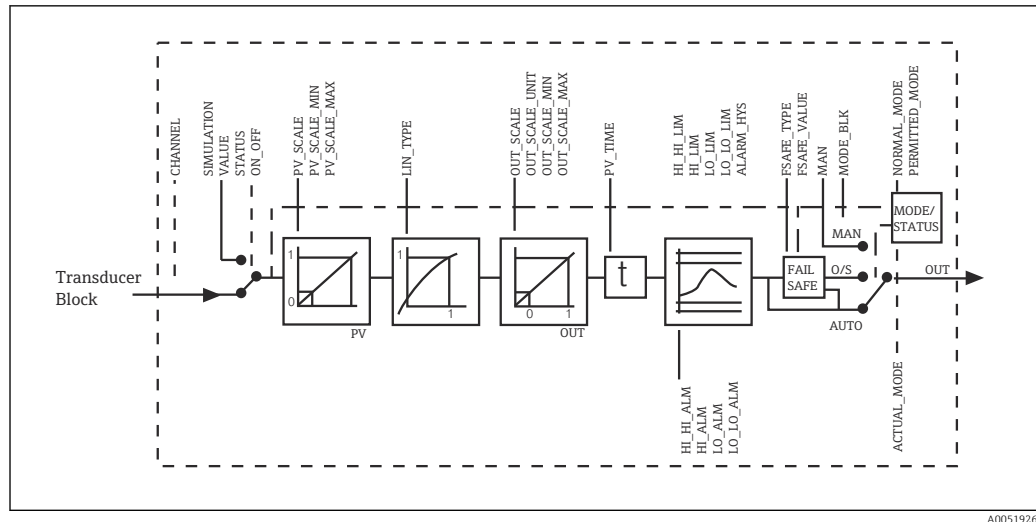 CHANNEL
SIMULATION
VALUE
STATUS
ON_OFF
PV_SCALE
PV_SCALE_MIN
PV_SCALE_MAX
LIN_TYPE
OUT_SCALE
OUT_SCALE_UNIT
OUT_SCALE_MIN
OUT_SCALE_MAX
PV_TIME
HI_HI_LIM
HI_LIM
LO_LIM
LO_LO_LIM
ALARM_HYS
FSAFE_TYPE
FSAFE_VALUE
MAN
MODE_BLK
NORMAL_MODE
PERMITTED_MODE
MODE/
STATUS
MAN
Transducer
Block
1
0
PV
1
1
1
0
1
OUT
t
FAIL
SAFE
O/S
AUTO
OUT
HI_HI_ALM
HI_ALM
LO_ALM
LO_LO_ALM
ACTUAL_MODE
A0051926